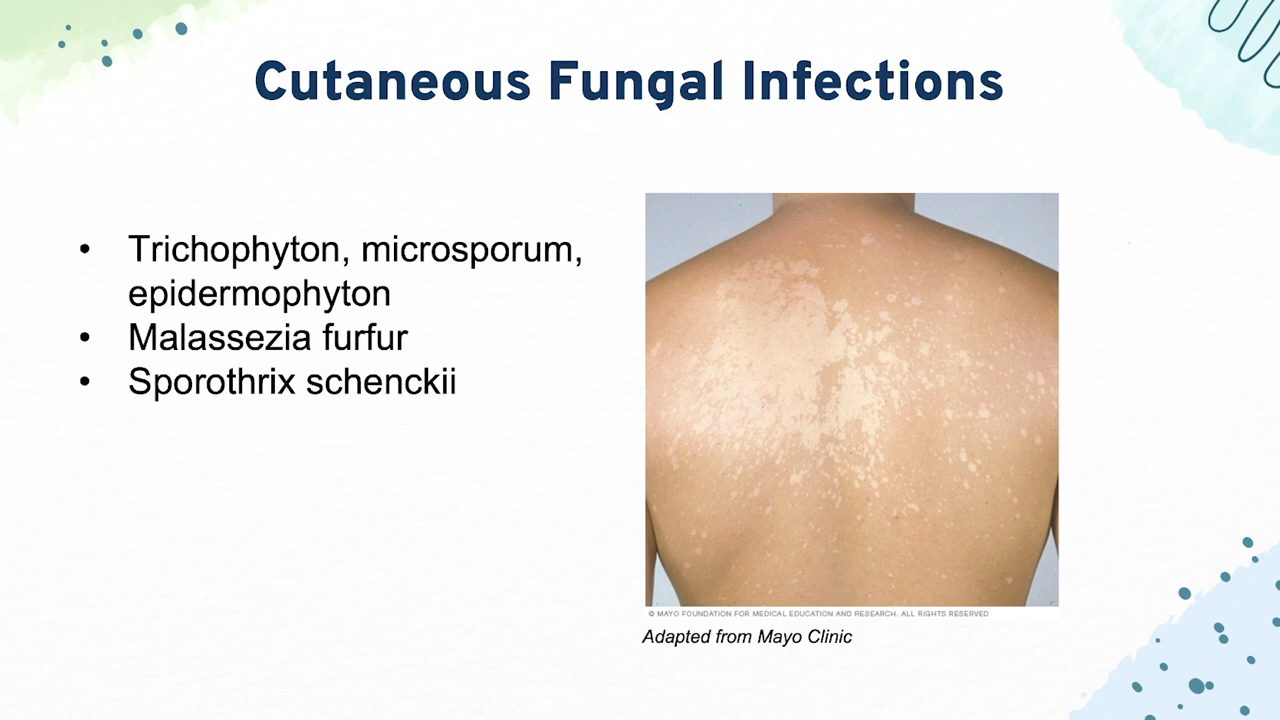 Cutaneous Fungal Infections
• Trichophyton, microsporum,
epidermophyton
• Malassezia furfur
• Sporothrix schenckii
© MAYO FOUNDATION FOR MEDICAL EDUCATION AND RESEARCH. ALL RIGHTS RESERVED
Adapted from Mayo Clinic